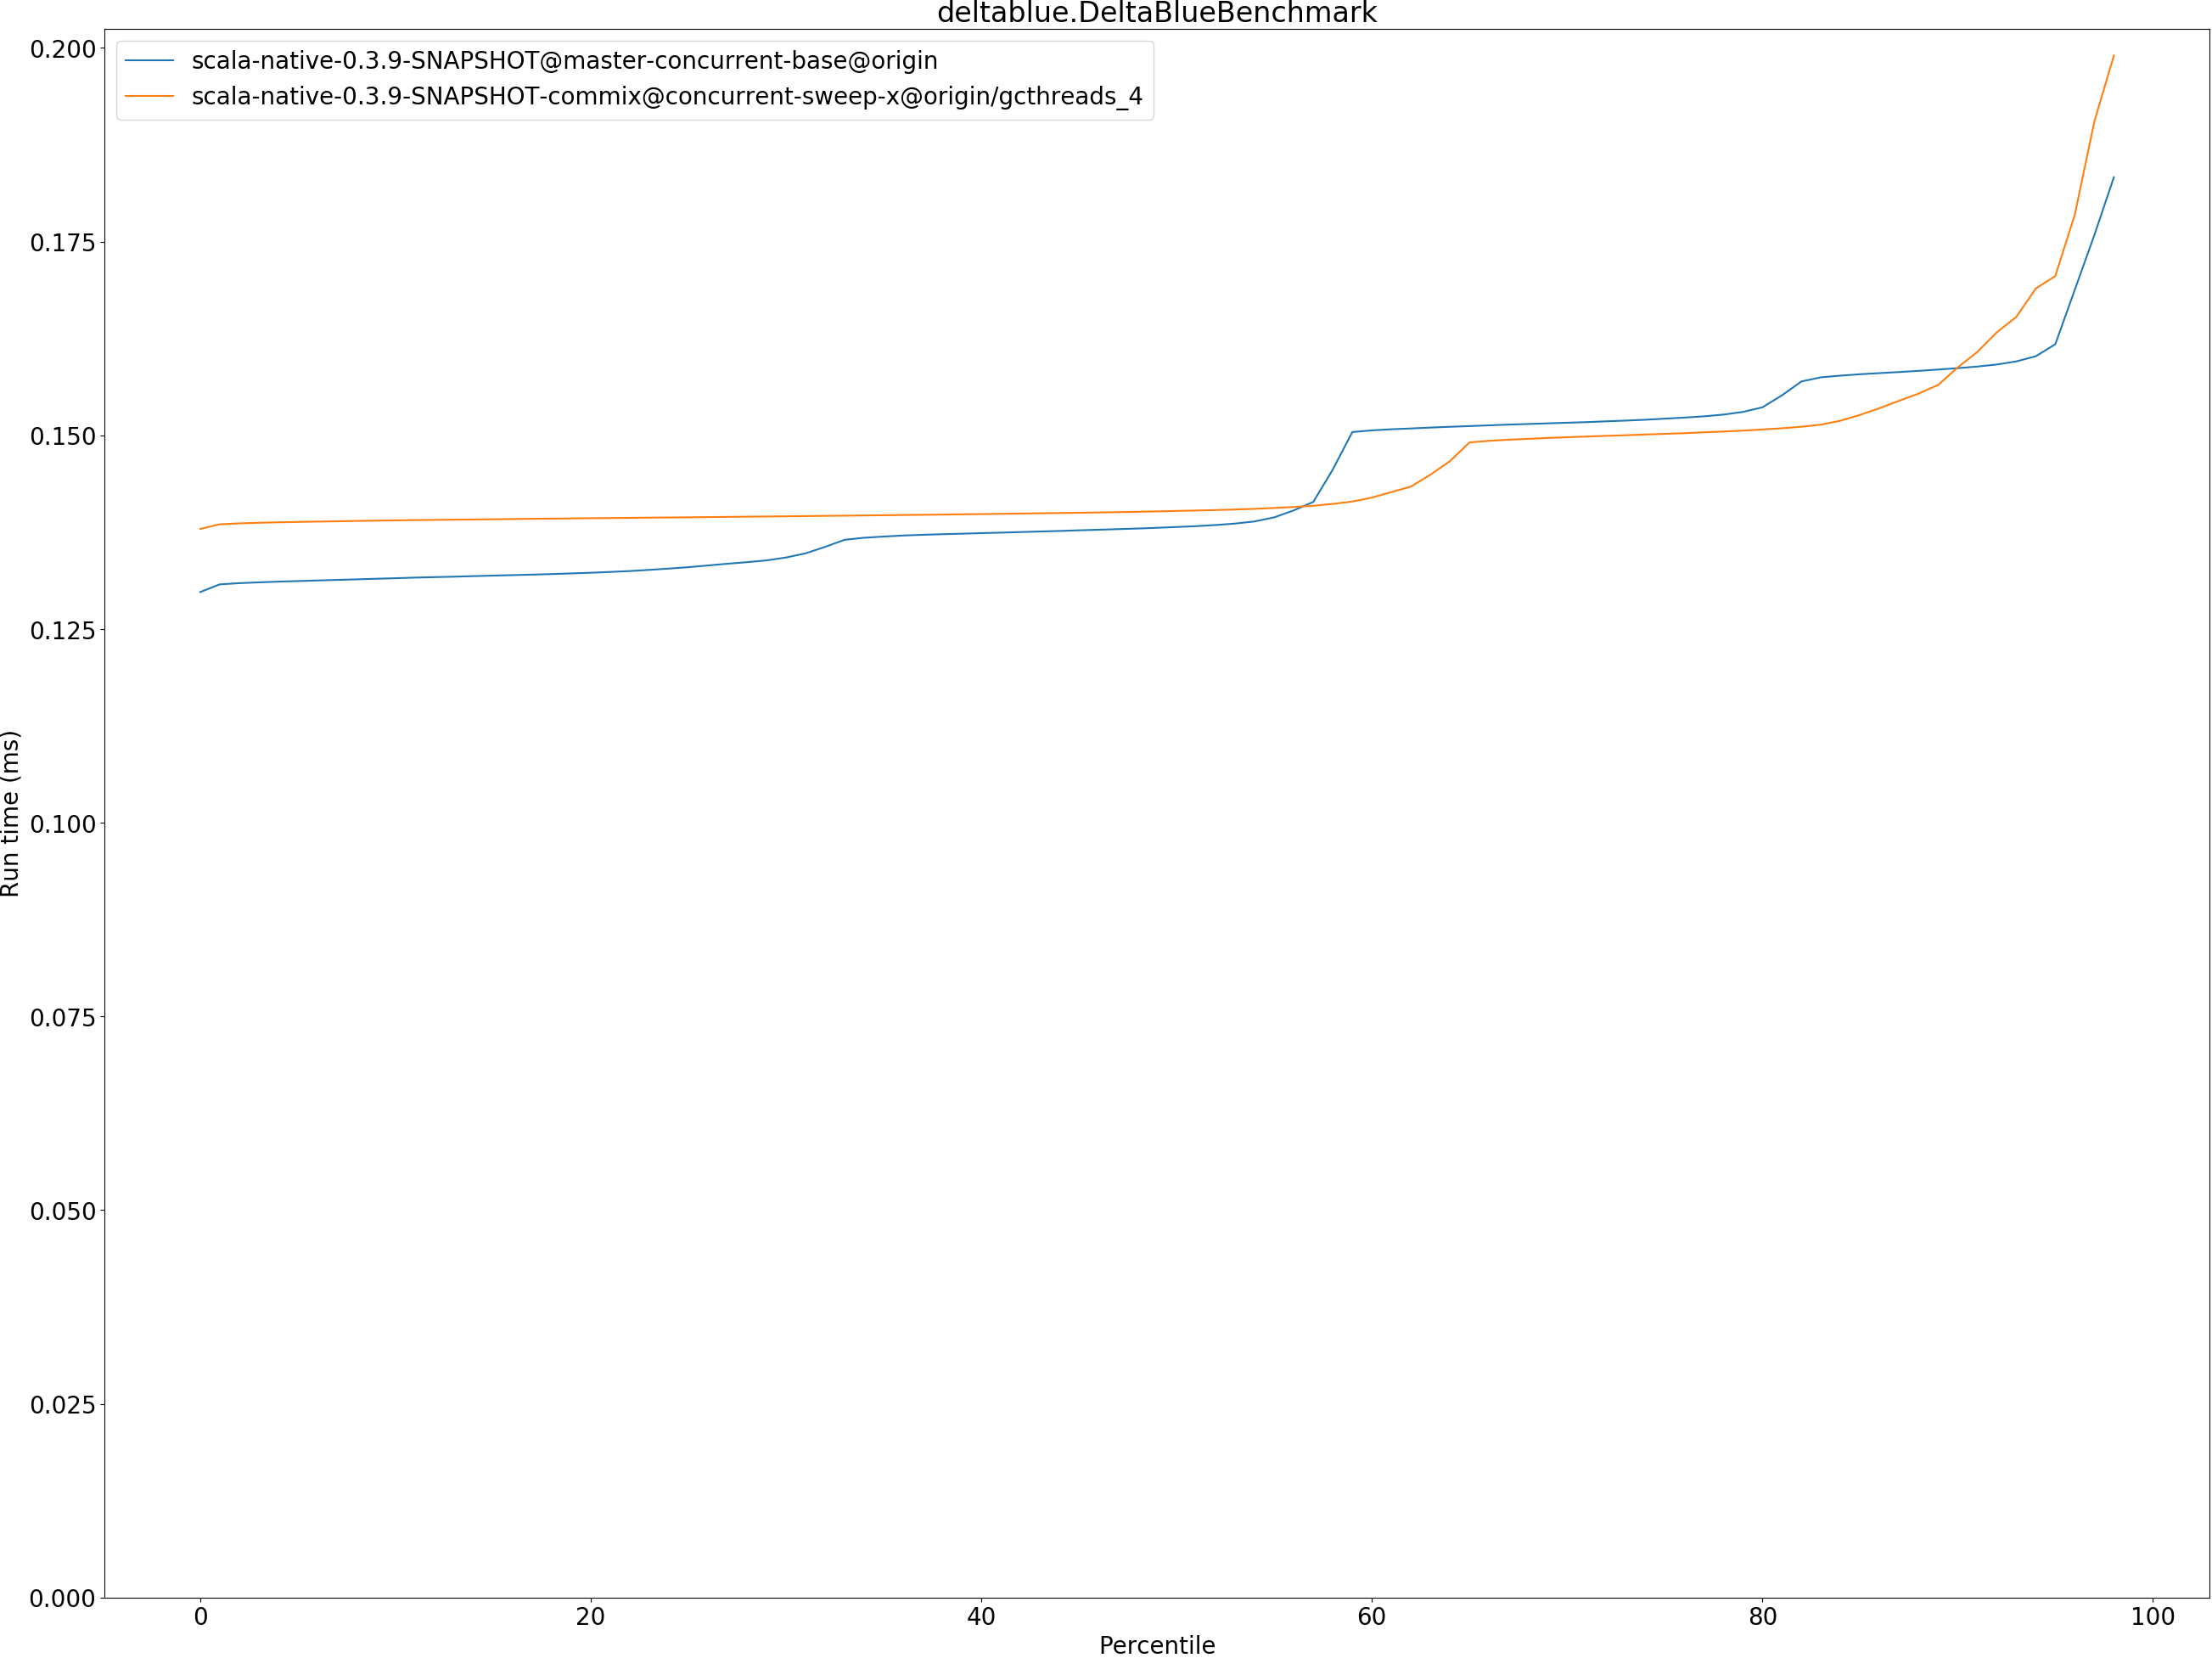 deltablue.DeltaBlueBenchmark
scala-native-0.3.9-SNAPSHOT@master-concurrent-base@origin
scala-native-0.3.9-SNAPSHOT-commix@concurrent-sweep-x@origin/gcthreads_4
0.200
0.175
0.150
0.125
0.100
0.075
0.050
0.025
0.000
Run time (ms)
0 20 40 60 80 100
Percentile